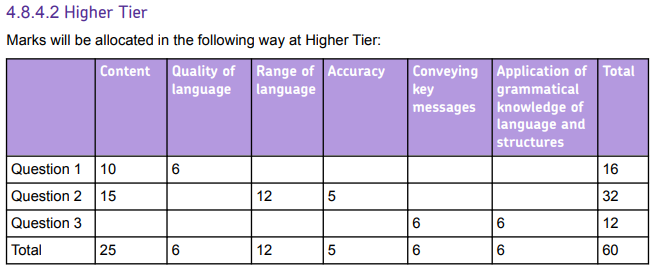 4.8.4.2 Higher Tier
Marks will be allocated in the following way at Higher Tier:
Content Quality of language Range of language Accuracy Conveying key messages Application of grammatical knowledge of language and structures Total
Question 1 10 6 16
Question 2 15 12 5 32
Question 3 6 6 12
Total 25 6 12 5 6 6 60